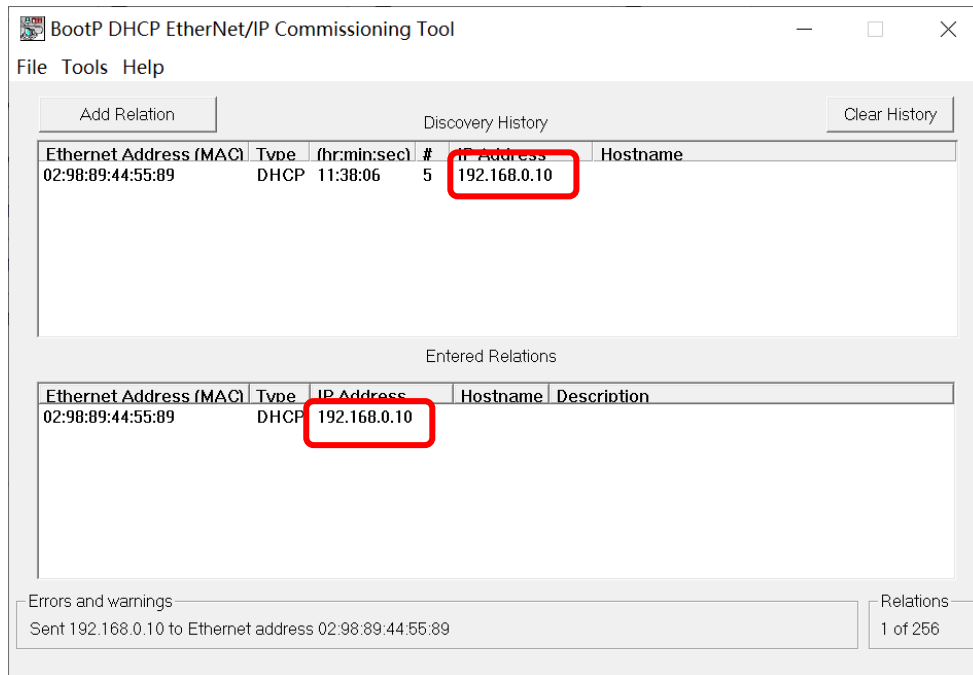 BootP DHCP EtherNet/IP Commissioning Tool
File Tools Help
Add Relation
Discovery History
Clear History
Ethernet Address (MAC) Type (hr:min:sec) # IP Address Hostname
02:98:89:44:55:89 DHCP 11:38:06 5 192.168.0.10
Entered Relations
Ethernet Address (MAC) Type IP Address Hostname Description
02:98:89:44:55:89 DHCP 192.168.0.10
Errors and warnings
Sent 192.168.0.10 to Ethernet address 02:98:89:44:55:89
Relations
1 of 256